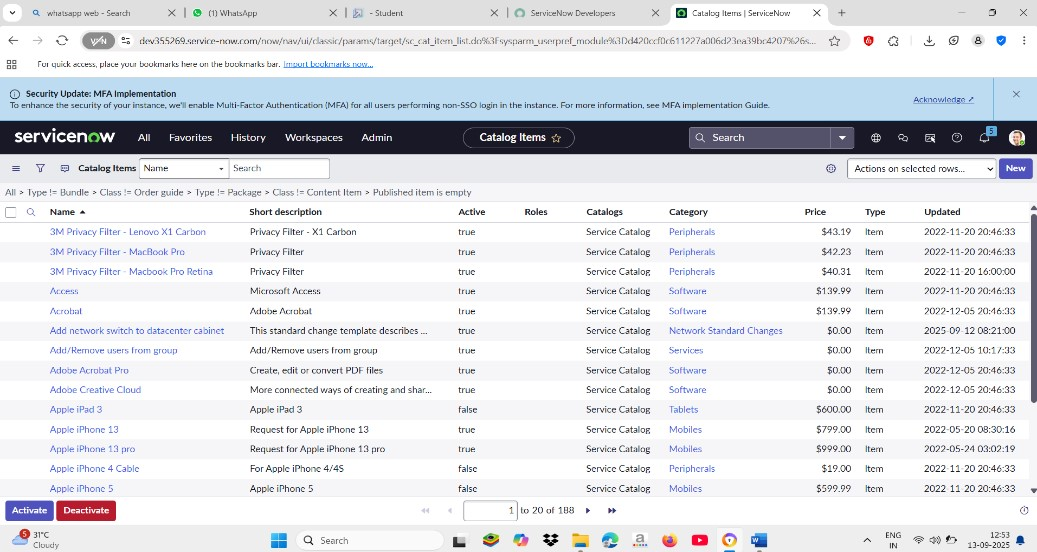 whatsapp web - Search
(1) WhatsApp
- Student
ServiceNow Developers
Catalog Items | ServiceNow
VPN
dev355269.service-now.com/now/nav/ui/classic/params/target/sc_cat_item_list.do%3Fsysparm_userpref_module%3Dd420ccf0c611227a006d23ea39bc4207%26s...
For quick access, place your bookmarks here on the bookmarks bar. Import bookmarks now...
Security Update: MFA Implementation
To enhance the security of your instance, we'll enable Multi-Factor Authentication (MFA) for all users performing non-SSO login in the instance. For more information, see MFA implementation Guide.
Acknowledge
servicenow All Favorites History Workspaces Admin Catalog Items Search 5
Catalog Items Name Search Actions on selected rows... New
All > Type != Bundle > Class != Order guide > Type != Package > Class != Content Item > Published item is empty
Name Short description Active Roles Catalogs Category Price Type Updated
3M Privacy Filter - Lenovo X1 Carbon Privacy Filter - X1 Carbon true Service Catalog Peripherals $43.19 Item 2022-11-20 20:46:33
3M Privacy Filter - MacBook Pro Privacy Filter true Service Catalog Peripherals $42.23 Item 2022-11-20 20:46:33
3M Privacy Filter - Macbook Pro Retina Privacy Filter true Service Catalog Peripherals $40.31 Item 2022-11-20 16:00:00
Access Microsoft Access true Service Catalog Software $139.99 Item 2022-11-20 20:46:33
Acrobat Adobe Acrobat true Service Catalog Software $139.99 Item 2022-12-05 20:46:33
Add network switch to datacenter cabinet This standard change template describes ... true Service Catalog Network Standard Changes $0.00 Item 2025-09-12 08:21:00
Add/Remove users from group Add/Remove users from group true Service Catalog Services $0.00 Item 2022-12-05 10:17:33
Adobe Acrobat Pro Create, edit or convert PDF files true Service Catalog Software $0.00 Item 2022-12-05 20:46:33
Adobe Creative Cloud More connected ways of creating and shar... true Service Catalog Software $0.00 Item 2022-12-05 20:46:33
Apple iPad 3 Apple iPad 3 false Service Catalog Tablets $600.00 Item 2022-11-20 20:46:33
Apple iPhone 13 Request for Apple iPhone 13 true Service Catalog Mobiles $799.00 Item 2022-05-20 08:30:16
Apple iPhone 13 pro Request for Apple iPhone 13 pro true Service Catalog Mobiles $999.00 Item 2022-05-24 03:02:19
Apple iPhone 4 Cable For Apple iPhone 4/4S false Service Catalog Peripherals $19.00 Item 2022-11-20 20:46:33
Apple iPhone 5 Apple iPhone 5 false Service Catalog Mobiles $599.99 Item 2022-11-20 20:46:33
Activate Deactivate 1 to 20 of 188
5 31°C
Cloudy
Search
ENG
IN
12:53
13-09-2025